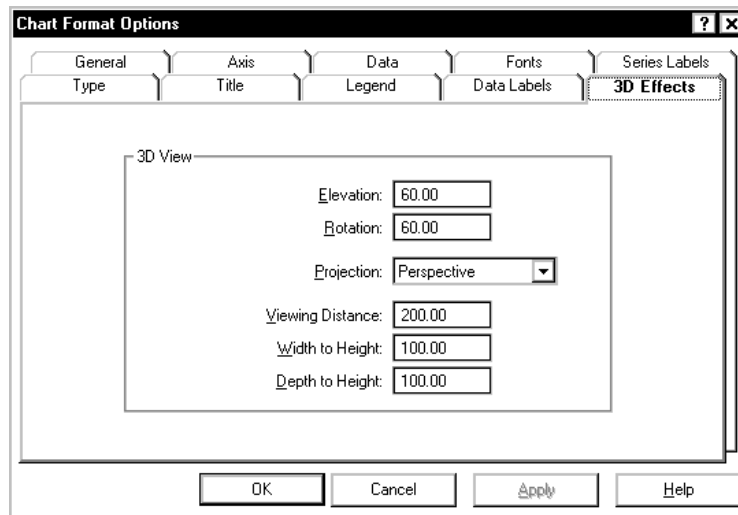 Chart Format Options
General Axis Data Fonts Series Labels
Type Title Legend Data Labels 3D Effects
3D View
Elevation: 60.00
Rotation: 60.00
Projection: Perspective
Viewing Distance: 200.00
Width to Height: 100.00
Depth to Height: 100.00
OK Cancel Apply Help